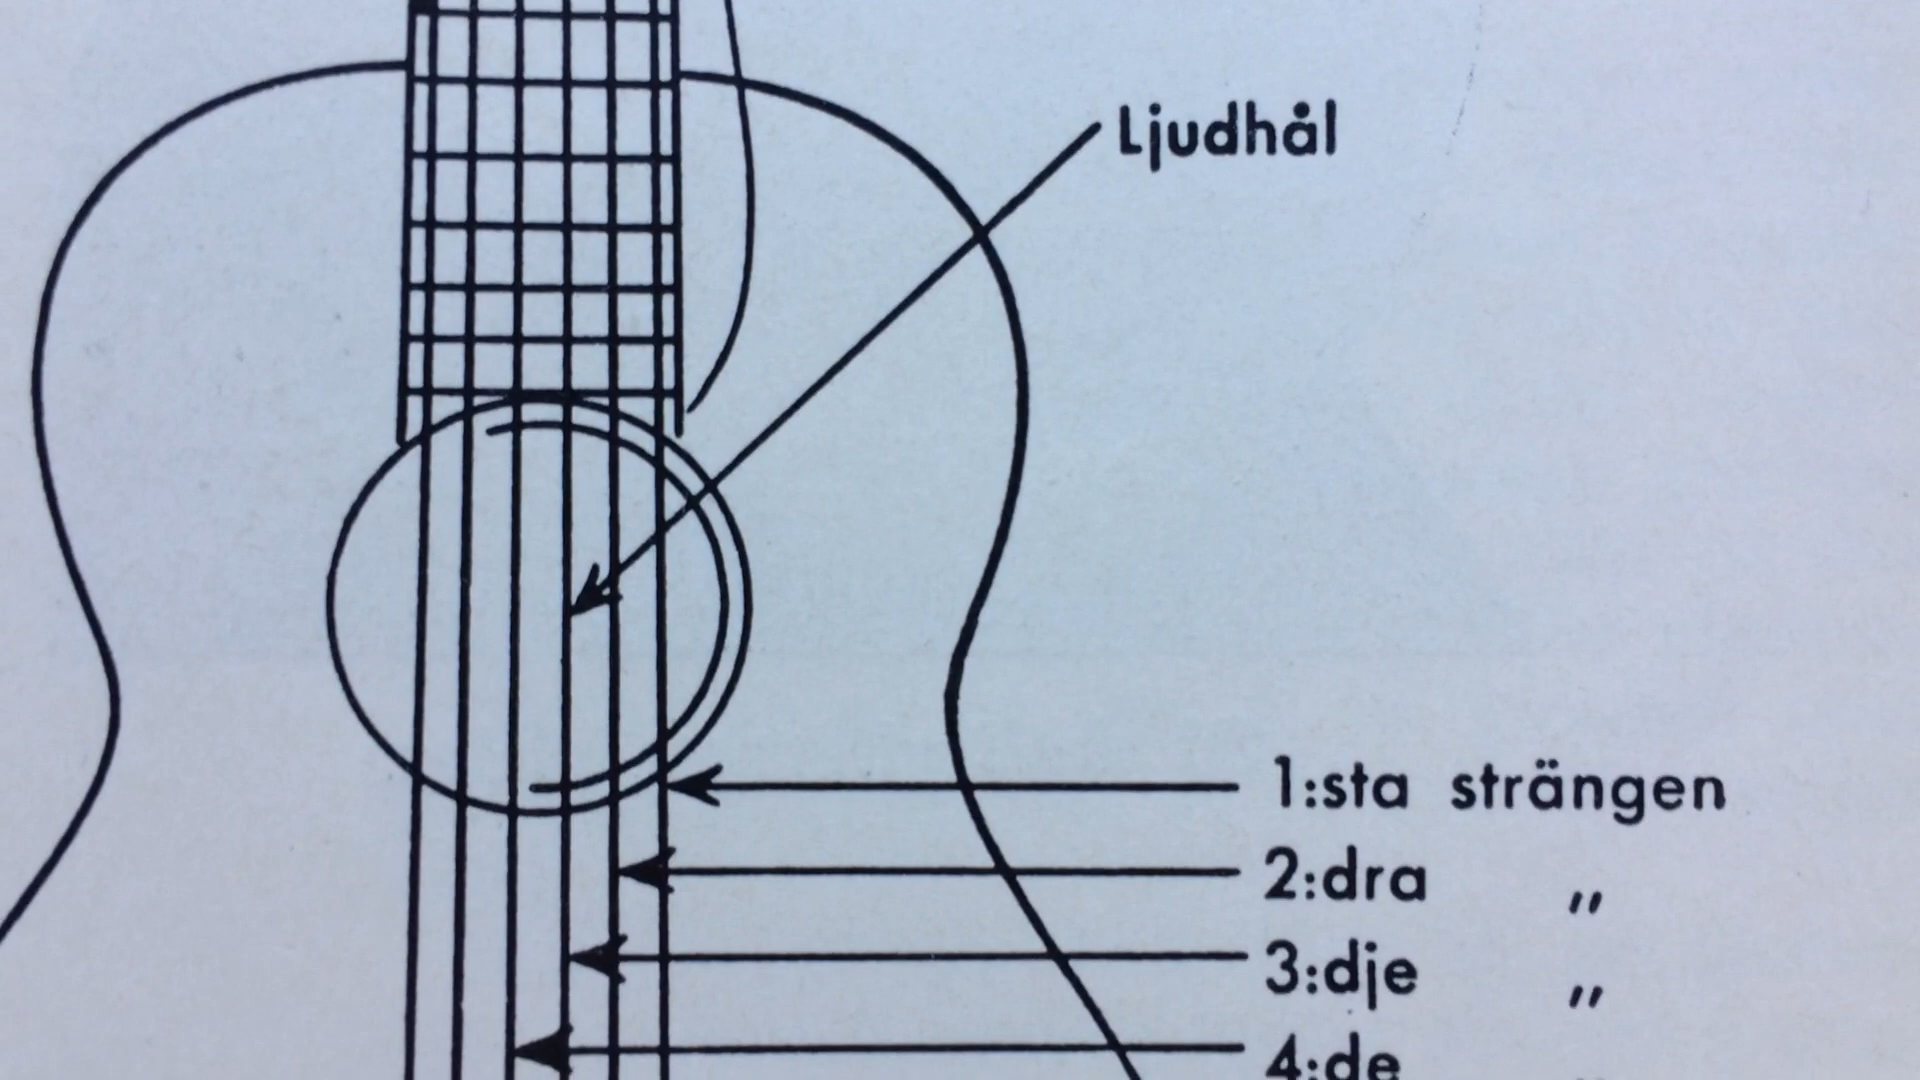 Ljudhål
1:sta strängen
2:dra „
3:dje „
4:de „